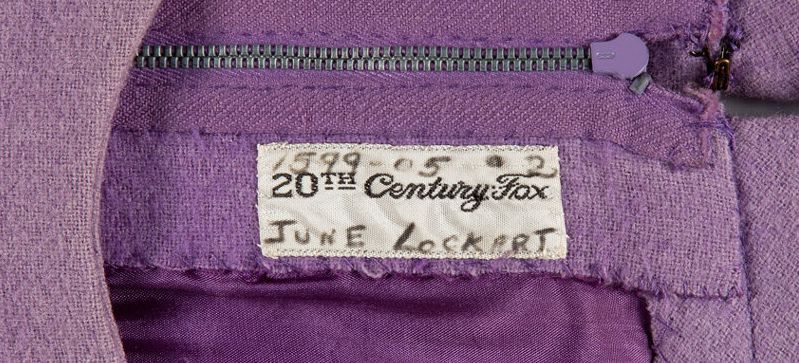 1599-05 • 2
20TH Century-Fox
JUNE LOCKART